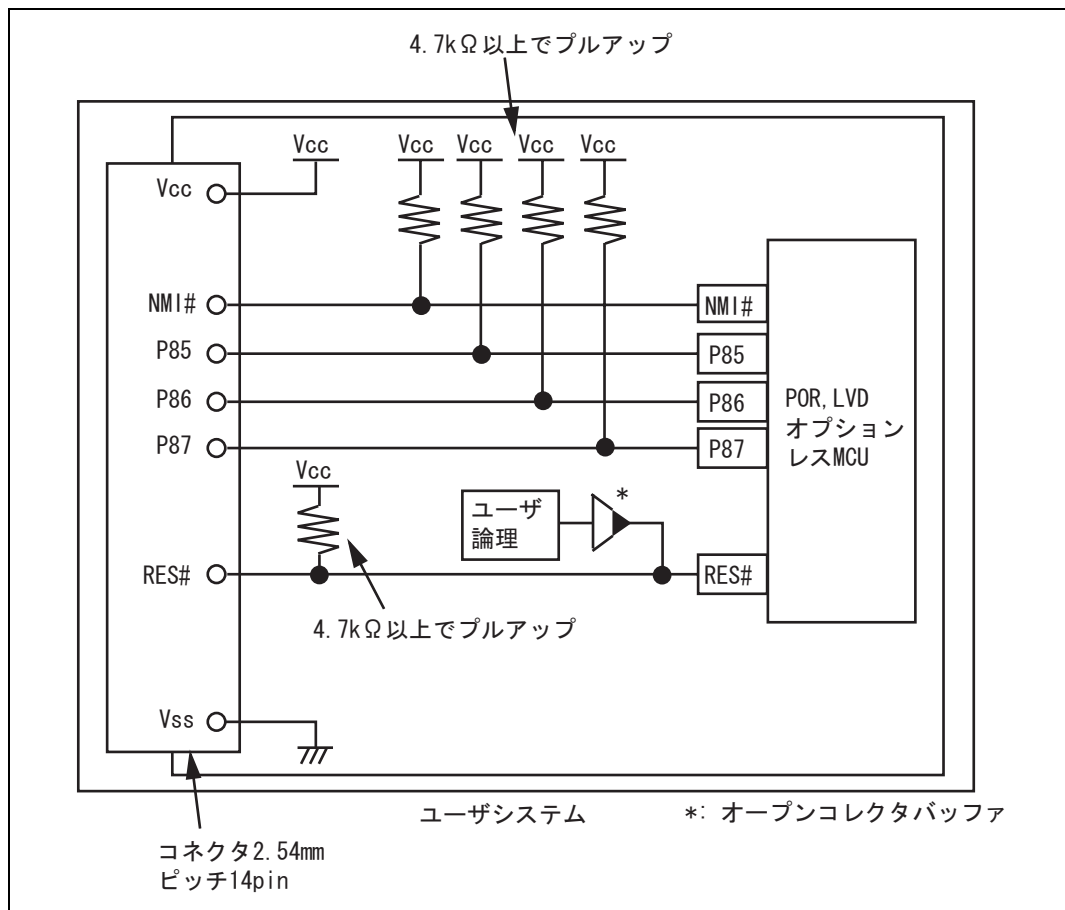 4.7kΩ以上でプルアップ
Vcc
Vcc
Vcc
Vcc
Vcc
Vcc
NMI#
NMI#
P85
P85
P86
P86
P87
P87
POR,LVD
オプション
レスMCU
Vcc
ユーザ
論理
*
RES#
RES#
4.7kΩ以上でプルアップ
Vss
ユーザシステム
*: オープンコレクタバッファ
コネクタ2.54mm
ピッチ14pin